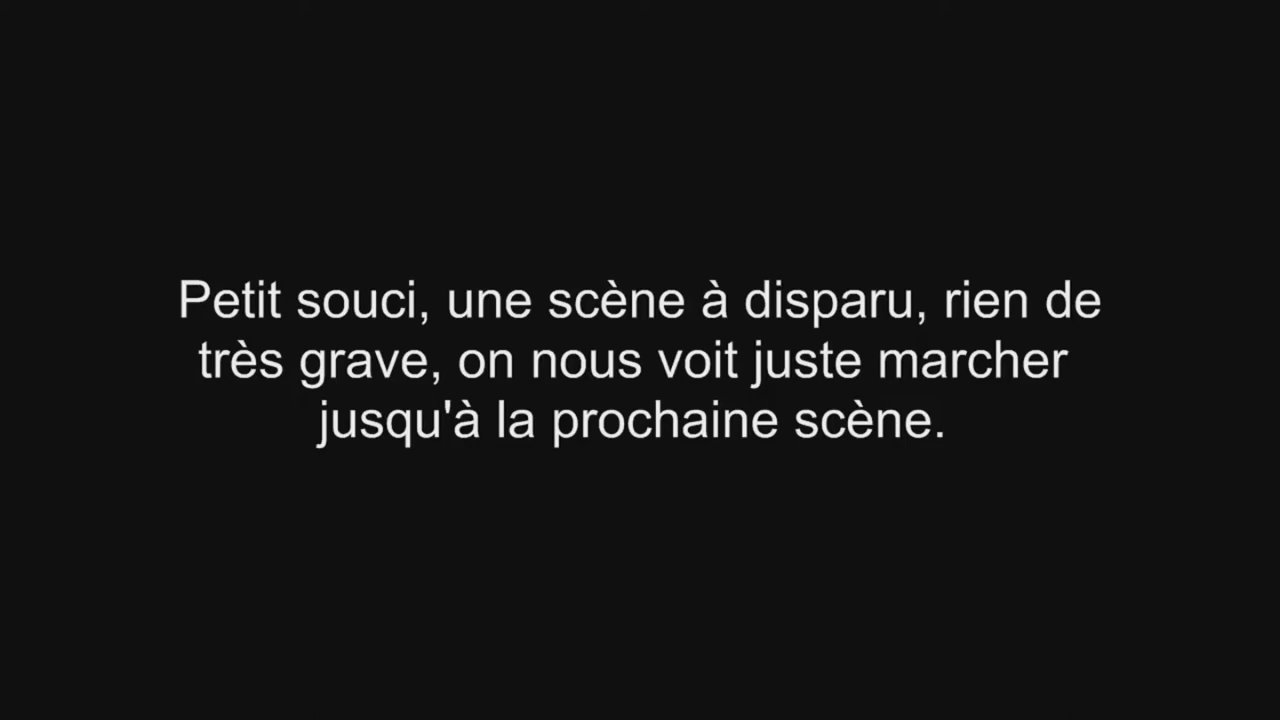 Petit souci, une scène à disparu, rien de
très grave, on nous voit juste marcher
jusqu'à la prochaine scène.